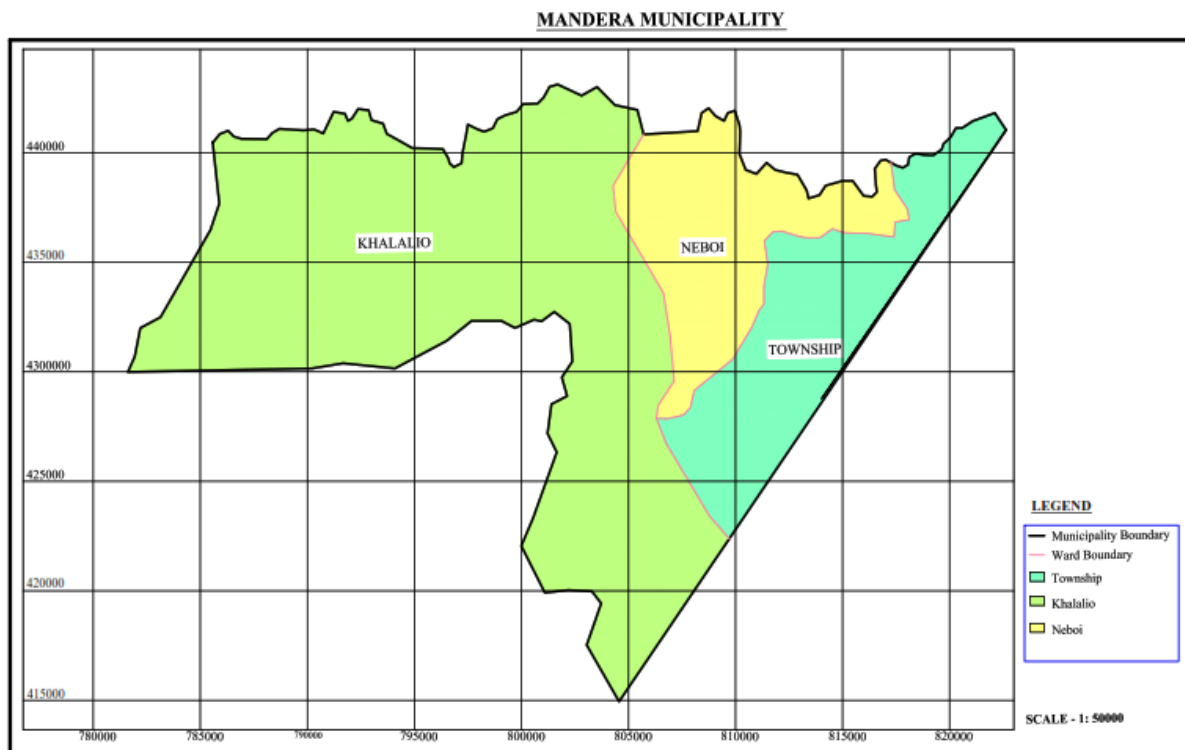 MANDERA MUNICIPALITY
440000
KHALALIO
NEBOI
435000
TOWNSHIP
4300000
425000
420000
415000
780000 785000 790000 795000 800000 805000 810000 815000 820000
LEGEND
Municipality Boundary
Ward Boundary
Township
Khalalio
Neboi
SCALE - 1: 50000